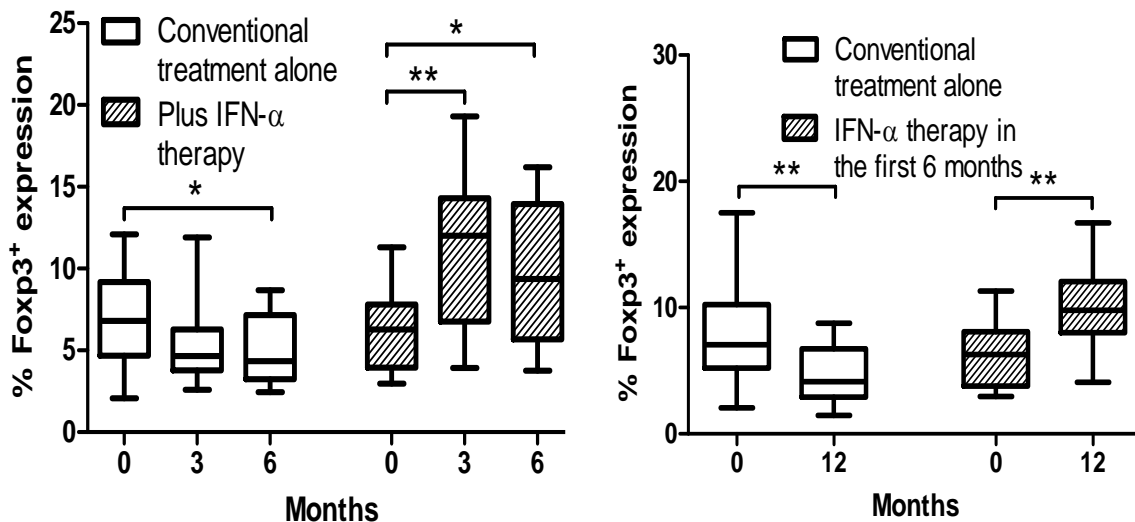 25
20
15
10
5
0
% Foxp3⁺ expression
Conventional
treatment alone
Plus IFN-α
therapy
*
**
*
0 3 6 0 3 6
Months
30
20
10
0
% Foxp3⁺ expression
Conventional
treatment alone
IFN-α therapy in
the first 6 months
**
**
0 12 0 12
Months